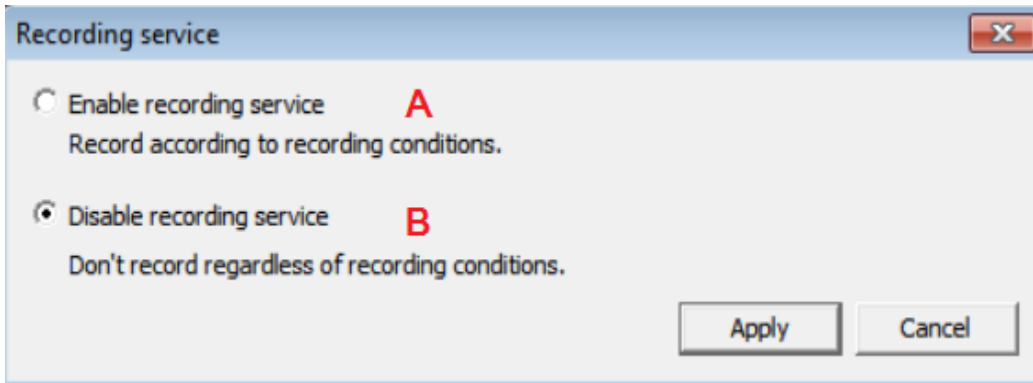 Recording service
Enable recording service A
Record according to recording conditions.
Disable recording service B
Don't record regardless of recording conditions.
Apply Cancel